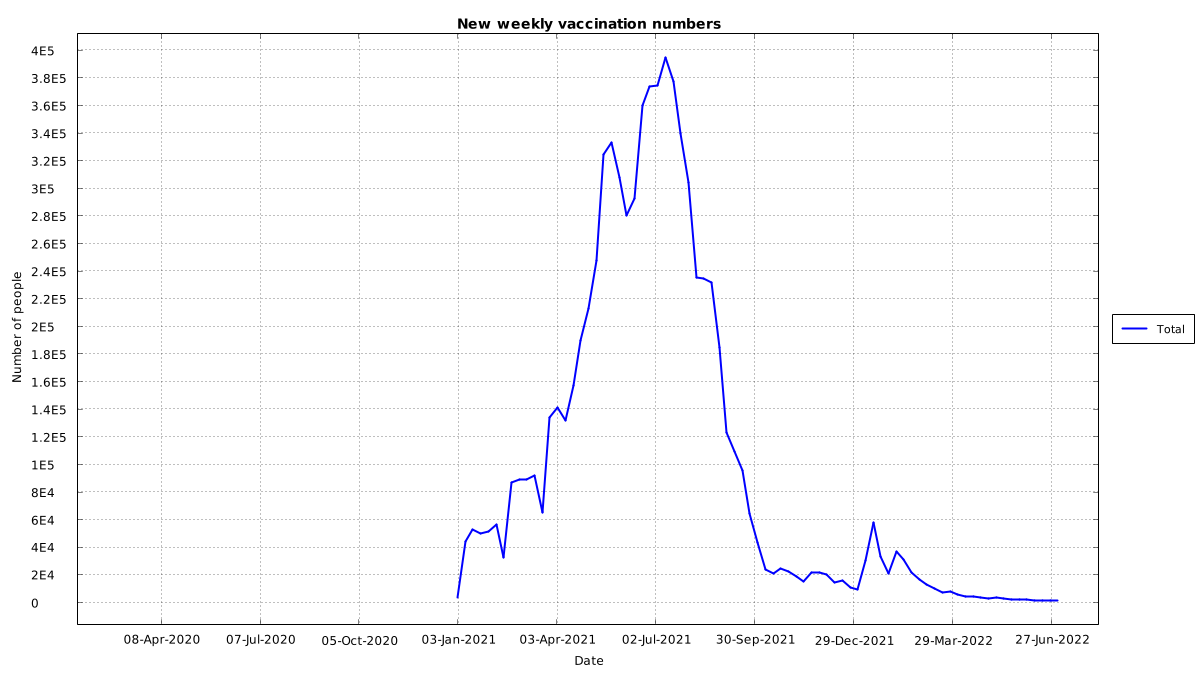 New weekly vaccination numbers
4E5
3.8E5
3.6E5
3.4E5
3.2E5
3E5
2.8E5
2.6E5
2.4E5
2.2E5
2E5
1.8E5
1.6E5
1.4E5
1.2E5
1E5
8E4
6E4
4E4
2E4
0
Number of people
08-Apr-2020 07-Jul-2020 05-Oct-2020 03-Jan-2021 03-Apr-2021 02-Jul-2021 30-Sep-2021 29-Dec-2021 29-Mar-2022 27-Jun-2022
Date
Total